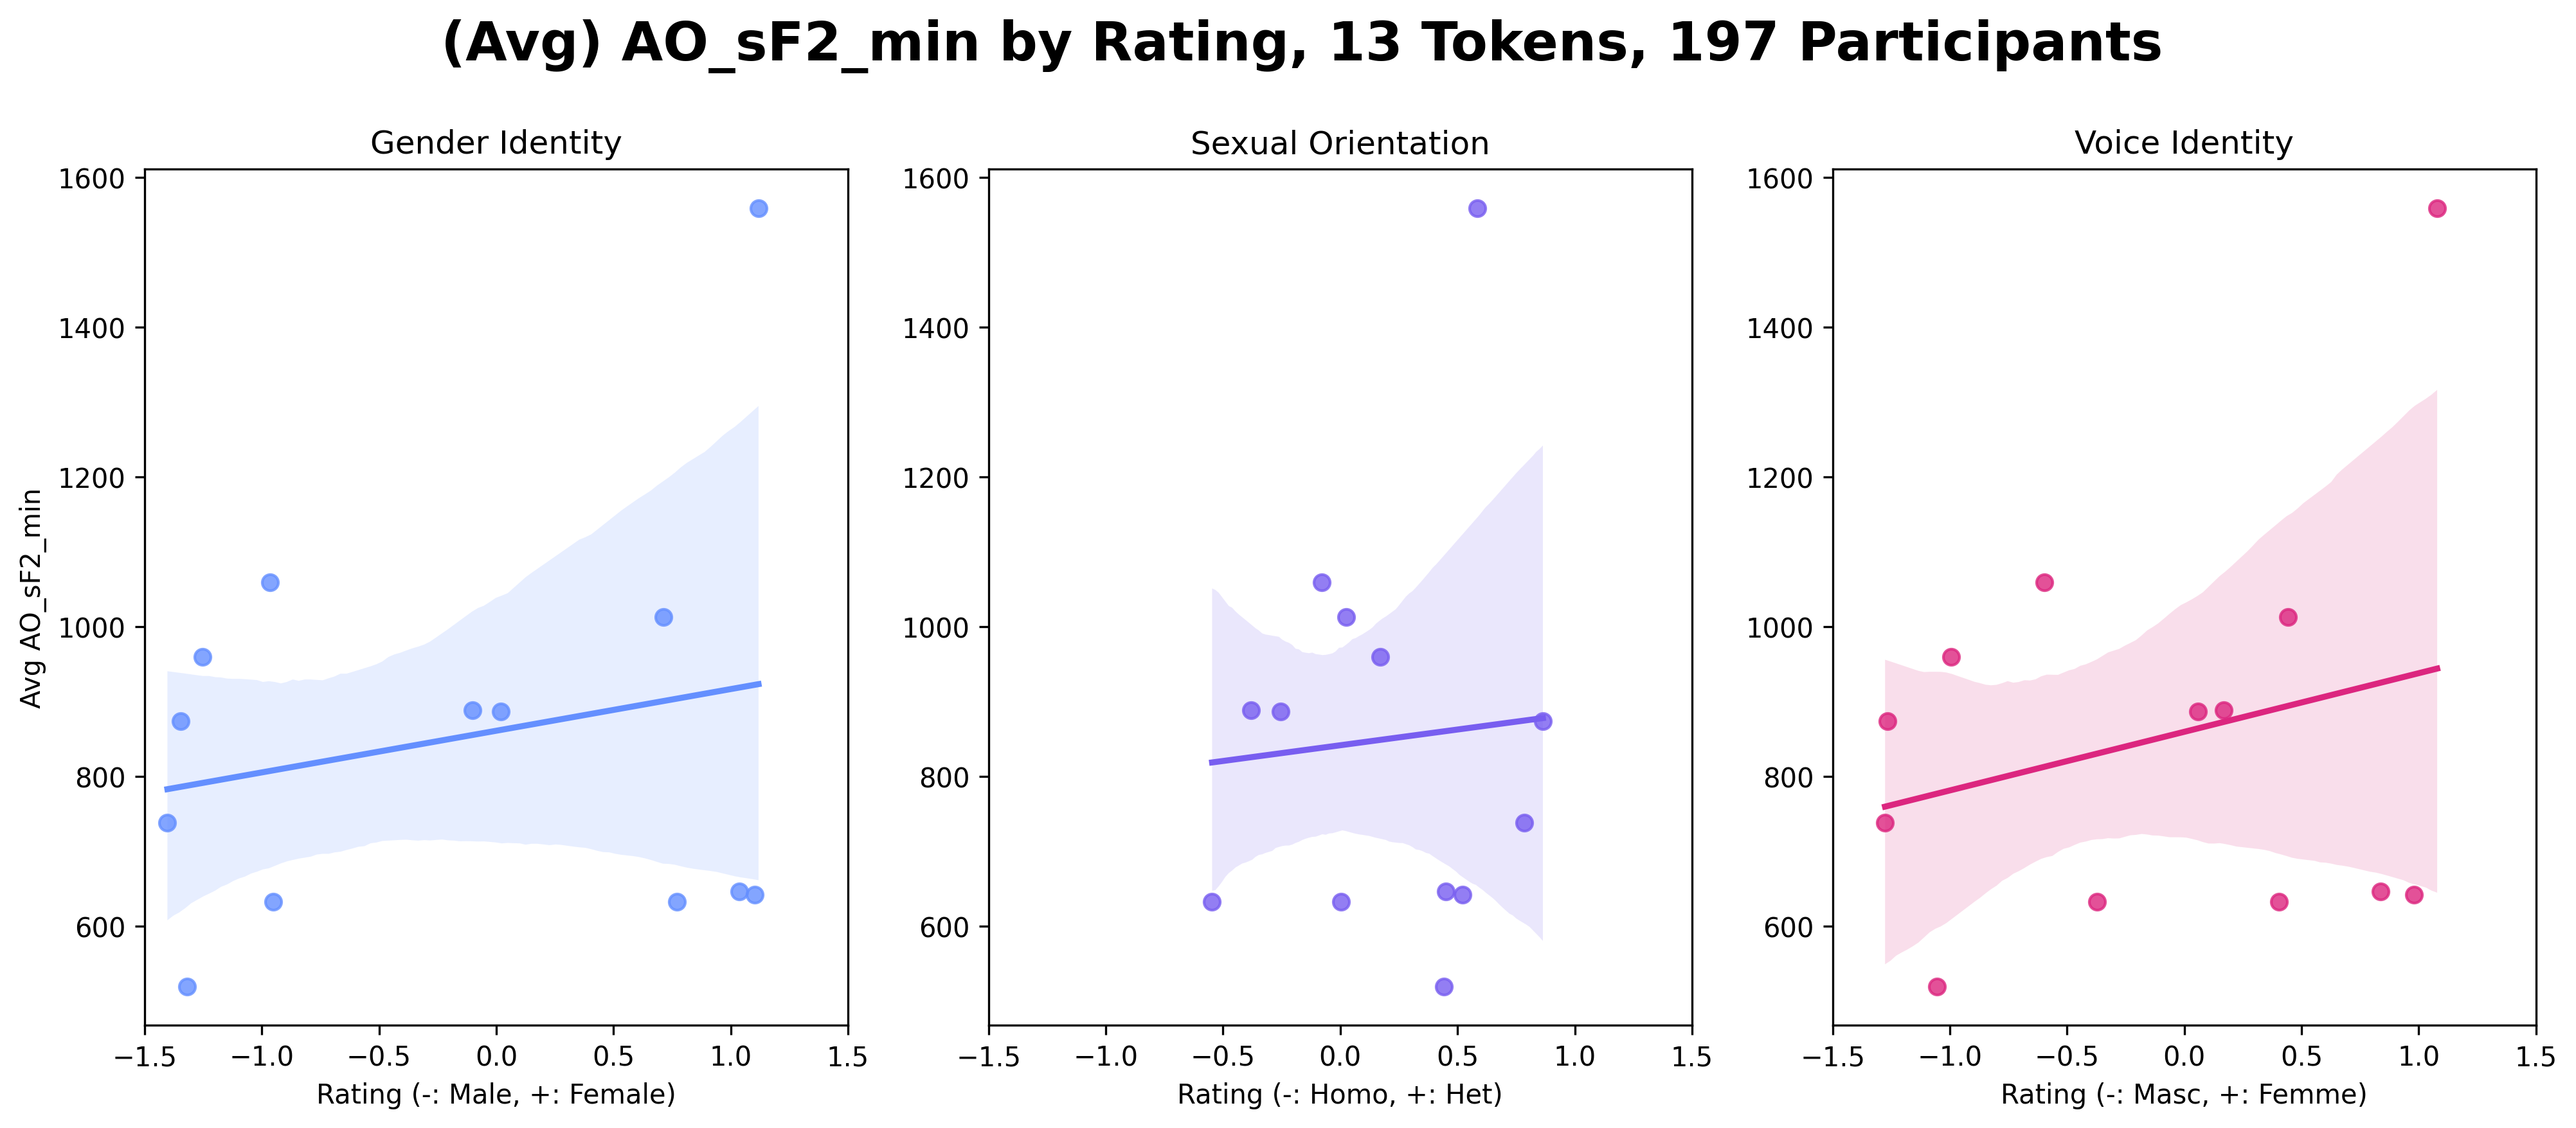 (Avg) AO_sF2_min by Rating, 13 Tokens, 197 Participants
Gender Identity
Avg AO_sF2_min
1600
1400
1200
1000
800
600
−1.5 −1.0 −0.5 0.0 0.5 1.0 1.5
Rating (-: Male, +: Female)
Sexual Orientation
1600
1400
1200
1000
800
600
−1.5 −1.0 −0.5 0.0 0.5 1.0 1.5
Rating (-: Homo, +: Het)
Voice Identity
1600
1400
1200
1000
800
600
−1.5 −1.0 −0.5 0.0 0.5 1.0 1.5
Rating (-: Masc, +: Femme)